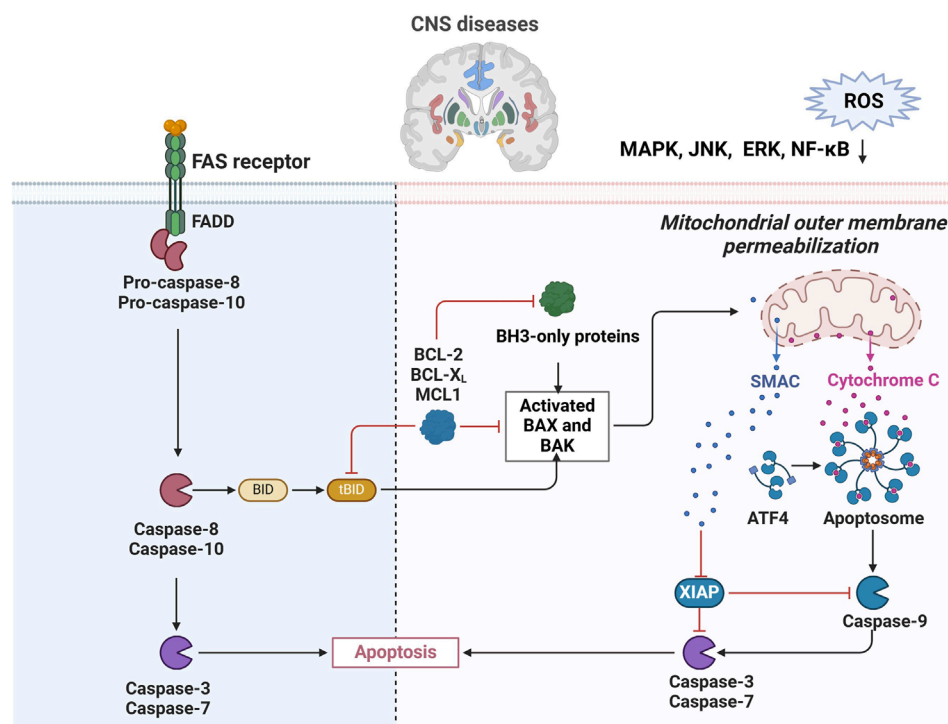 CNS diseases
ROS
MAPK, JNK, ERK, NF-κB
FAS receptor
FADD
Pro-caspase-8
Pro-caspase-10
Mitochondrial outer membrane
permeabilization
BH3-only proteins
BCL-2
BCL-X<sub>L</sub>
MCL1
Activated
BAX and
BAK
SMAC
Cytochrome C
BID
tBID
ATF4
Apoptosome
Caspase-8
Caspase-10
XIAP
Caspase-9
Apoptosis
Caspase-3
Caspase-7
Caspase-3
Caspase-7